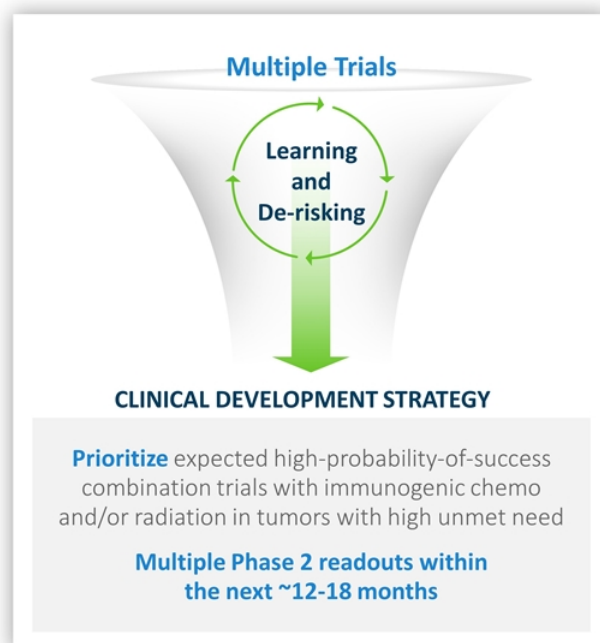 Multiple Trials
Learning
and
De-risking
CLINICAL DEVELOPMENT STRATEGY
Prioritize expected high-probability-of-success
combination trials with immunogenic chemo
and/or radiation in tumors with high unmet need
Multiple Phase 2 readouts within
the next ~12-18 months